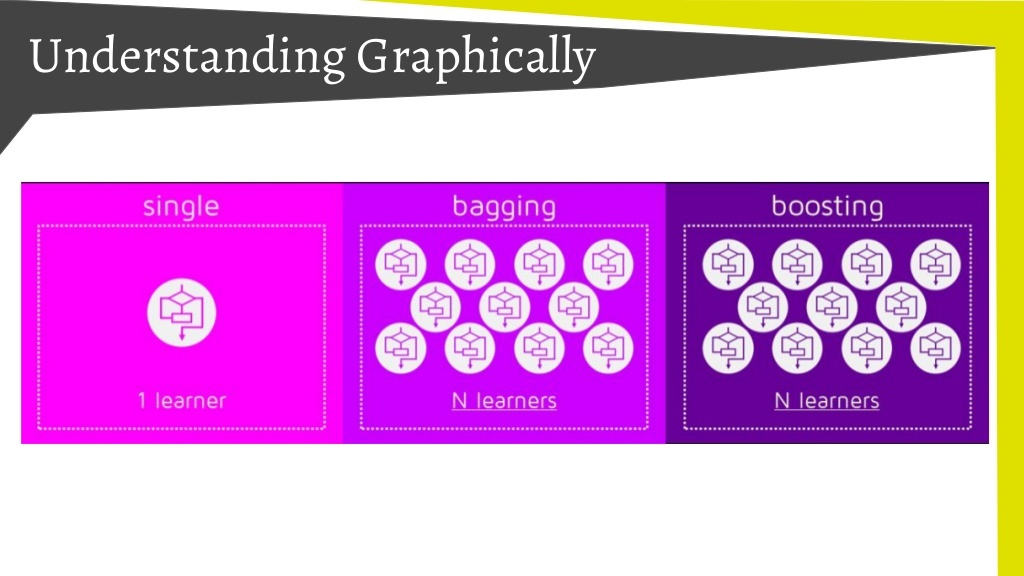 Understanding Graphically
single
1 learner
bagging
N learners
boosting
N learners